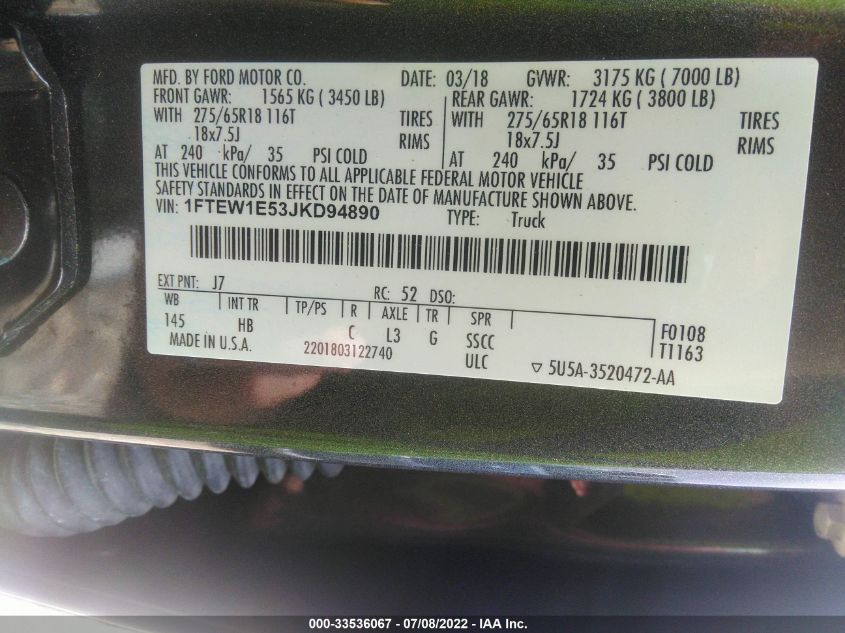 MFD. BY FORD MOTOR CO. DATE: 03/18 GVWR: 3175 KG ( 7000 LB)
FRONT GAWR: 1565 KG ( 3450 LB) REAR GAWR: 1724 KG ( 3800 LB)
WITH 275/65R18 116T TIRES WITH 275/65R18 116T TIRES
18x7.5J RIMS 18x7.5J RIMS
AT 240 kPa/ 35 PSI COLD AT 240 kPa/ 35 PSI COLD
THIS VEHICLE CONFORMS TO ALL APPLICABLE FEDERAL MOTOR VEHICLE
SAFETY STANDARDS IN EFFECT ON THE DATE OF MANUFACTURE SHOWN ABOVE.
VIN: 1FTEW1E53JKD94890 TYPE: Truck
EXT PNT: J7 RC: 52 DSO:
WB INT TR TP/PS R AXLE TR SPR
145 HB C L3 G SSCC F0108
MADE IN U.S.A. 2201803122740 ULC T1163
▽ 5U5A-3520472-AA
000-33536067 - 07/08/2022 - IAA Inc.